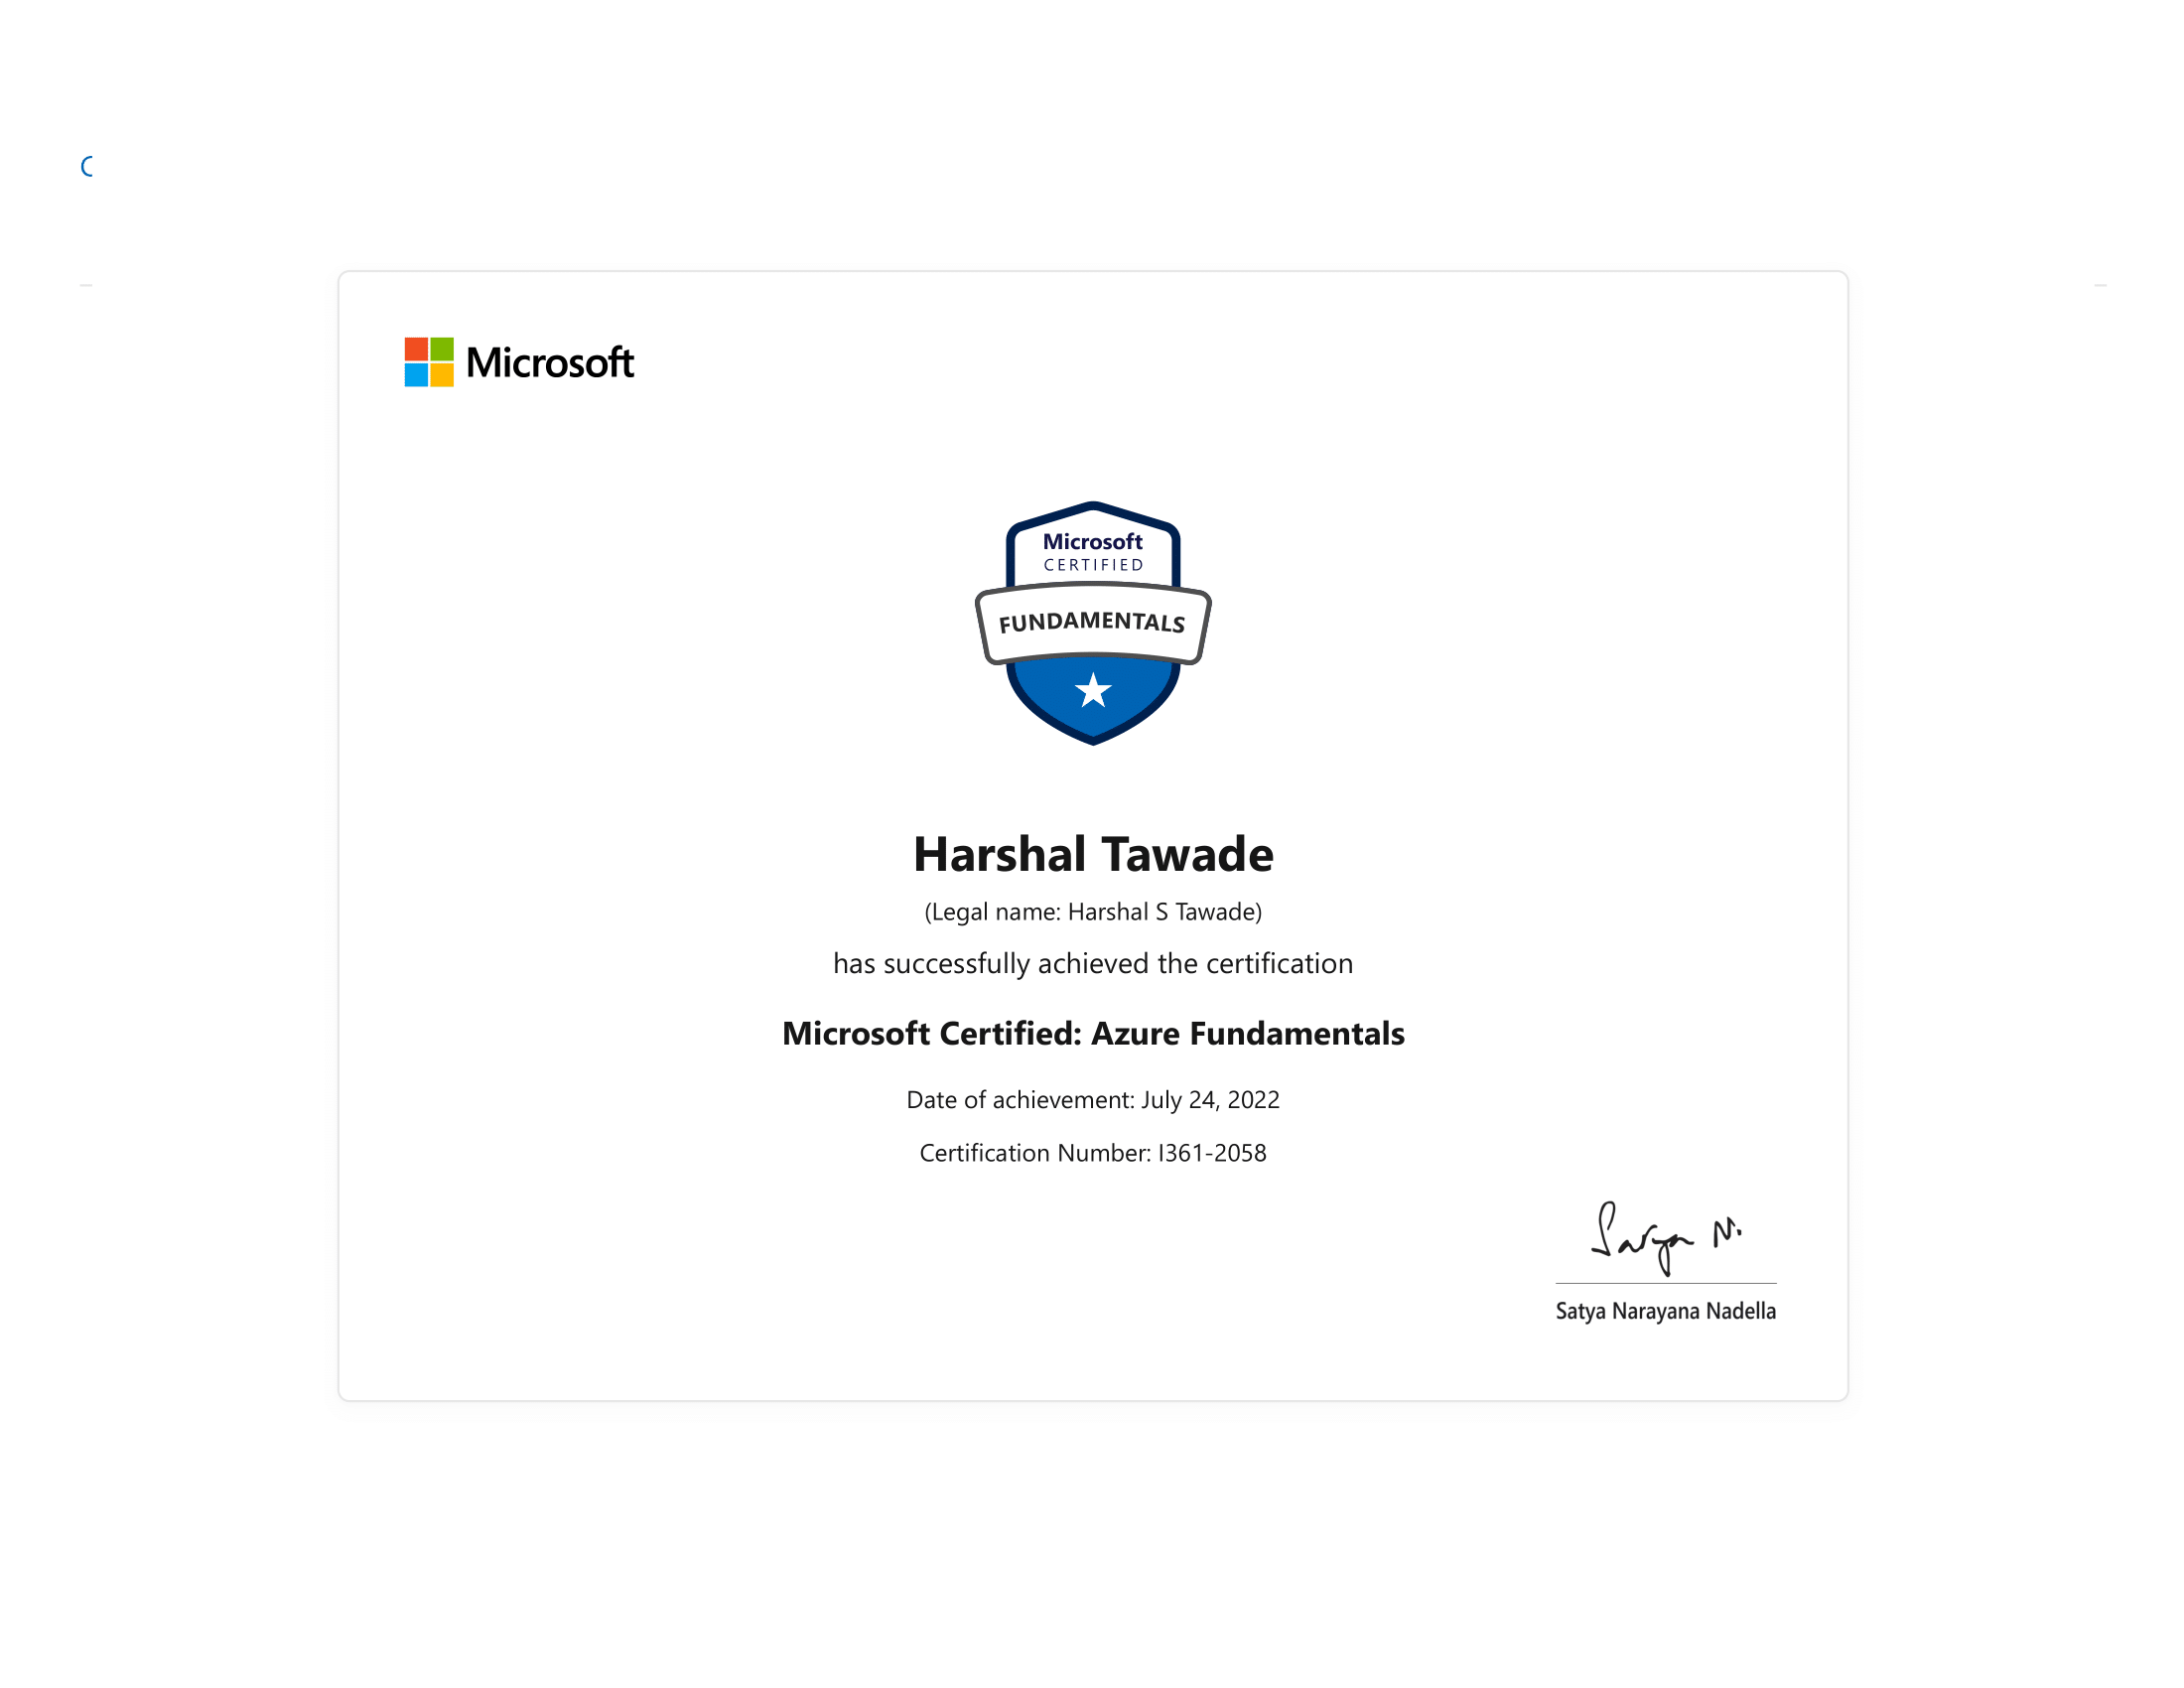 Microsoft
Microsoft
CERTIFIED
FUNDAMENTALS
Harshal Tawade
(Legal name: Harshal S Tawade)
has successfully achieved the certification
Microsoft Certified: Azure Fundamentals
Date of achievement: July 24, 2022
Certification Number: I361-2058
Satya N.
Satya Narayana Nadella